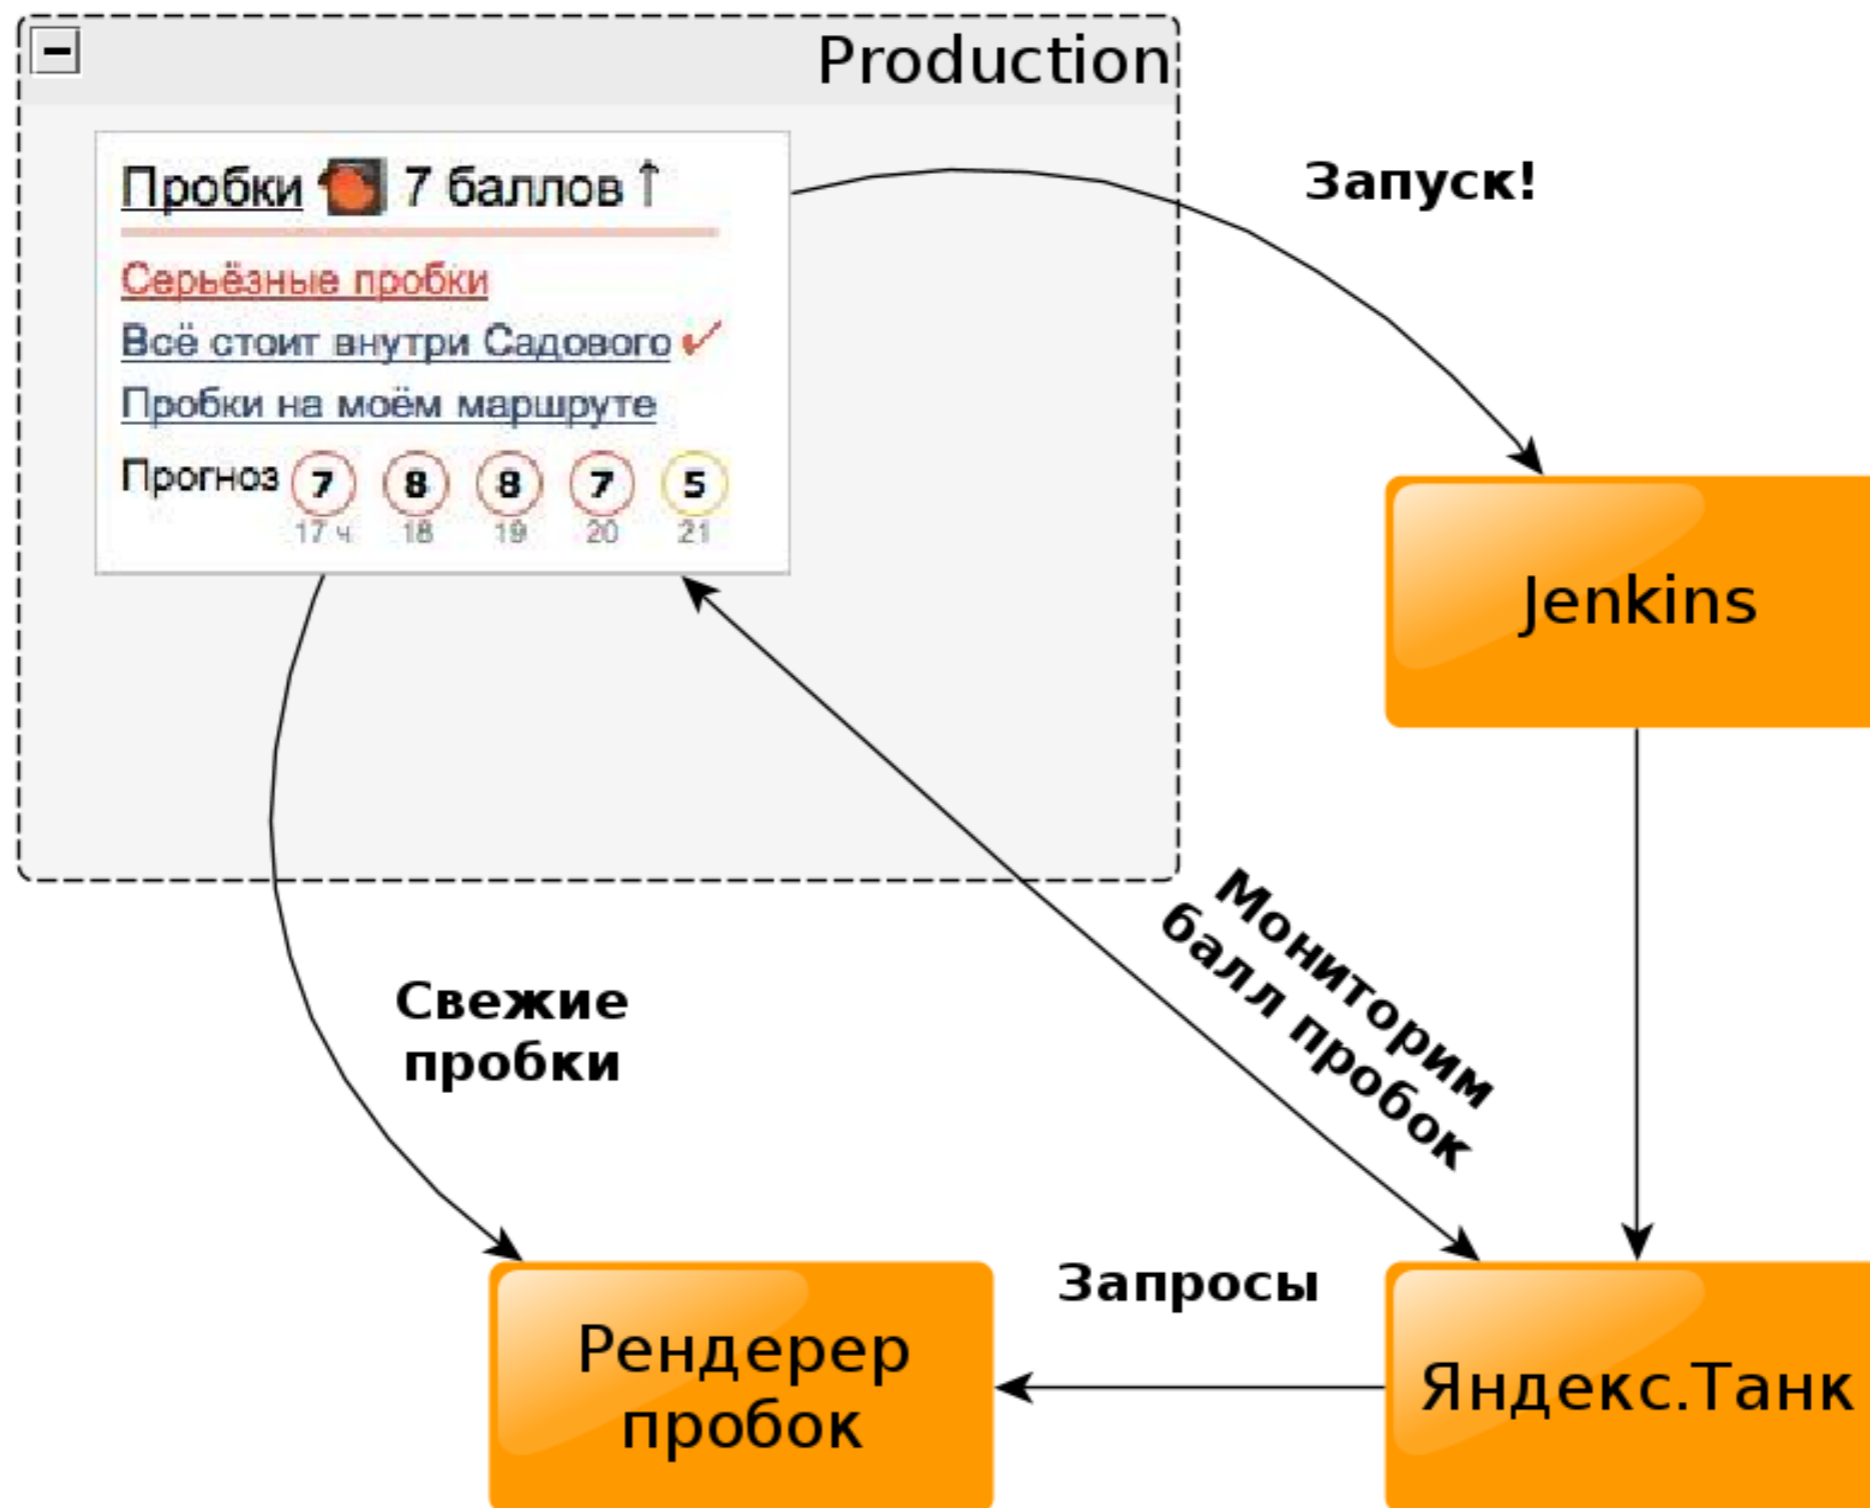 Production
Пробки 7 баллов ↑
Серьёзные пробки
Всё стоит внутри Садового
Пробки на моём маршруте
Прогноз 7 8 8 7 5
17 ч 18 19 20 21
Запуск!
Jenkins
Мониторим
балл пробок
Свежие
пробки
Запросы
Рендерер
пробок
Яндекс.Танк